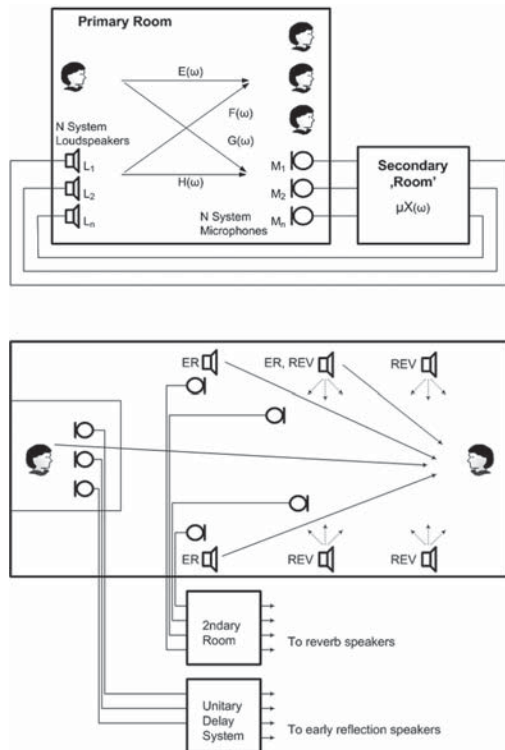 Primary Room
E(ω)
F(ω)
G(ω)
H(ω)
N System
Loudspeakers
L1
L2
Ln
M1
M2
Mn
N System
Microphones
Secondary
‚Room'
µX(ω)
ER
ER, REV
REV
ER
REV
REV
2ndary
Room
To reverb speakers
Unitary
Delay
System
To early reflection speakers